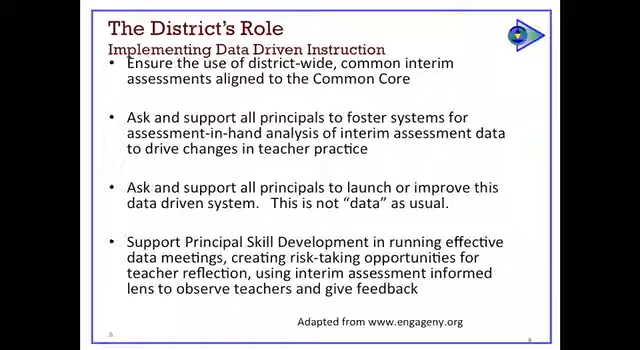 The District's Role
Implementing Data Driven Instruction
• Ensure the use of district-wide, common interim
assessments aligned to the Common Core
• Ask and support all principals to foster systems for
assessment-in-hand analysis of interim assessment data
to drive changes in teacher practice
• Ask and support all principals to launch or improve this
data driven system. This is not “data” as usual.
• Support Principal Skill Development in running effective
data meetings, creating risk-taking opportunities for
teacher reflection, using interim assessment informed
lens to observe teachers and give feedback
Adapted from www.engageny.org